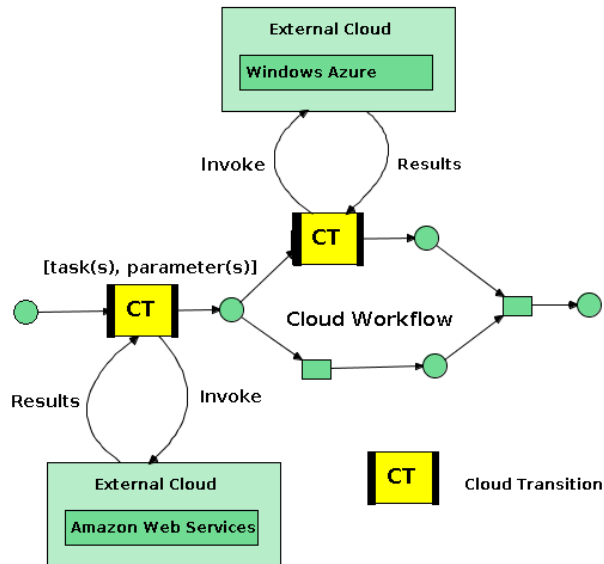 External Cloud
Windows Azure
Invoke
Results
CT
[task(s), parameter(s)]
CT
Cloud Workflow
Results
Invoke
External Cloud
Amazon Web Services
CT
Cloud Transition